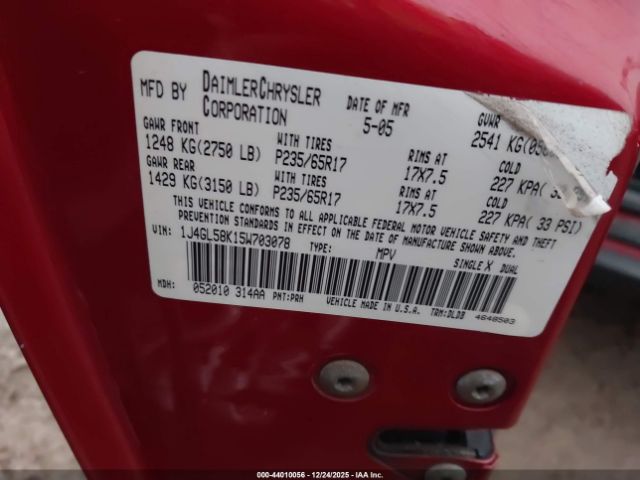 MFD BY DAIMLERCHRYSLER CORPORATION DATE OF MFR 5-05 GVWR 2541 KG
GAWR FRONT WITH TIRES RIMS AT COLD
1248 KG(2750 LB) P235/65R17 17X7.5 227 KPA(
GAWR REAR WITH TIRES RIMS AT COLD
1429 KG(3150 LB) P235/65R17 17X7.5 227 KPA( 33 PSI)
THIS VEHICLE CONFORMS TO ALL APPLICABLE FEDERAL MOTOR VEHICLE SAFETY AND THEFT
PREVENTION STANDARDS IN EFFECT ON THE DATE OF MANUFACTURE SHOWN ABOVE.
VIN: 1J4GL58K15W703078 TYPE: MPV SINGLE X DUAL
MDH: 052010 314AA PNT:PRH VEHICLE MADE IN U.S.A. TRM:DLDB 4648503
000-44010056 - 12/24/2025 - IAAI.com